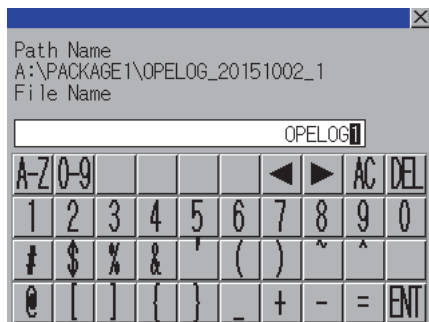 Path Name
A:\PACKAGE1\OPELOG_20151002_1
File Name
OPELOG1
A-Z 0-9 ◀ ▶ AC DEL
1 2 3 4 5 6 7 8 9 0
# $ % & ' ( ) ~ ^
@ [ ] { } _ + - = ENT